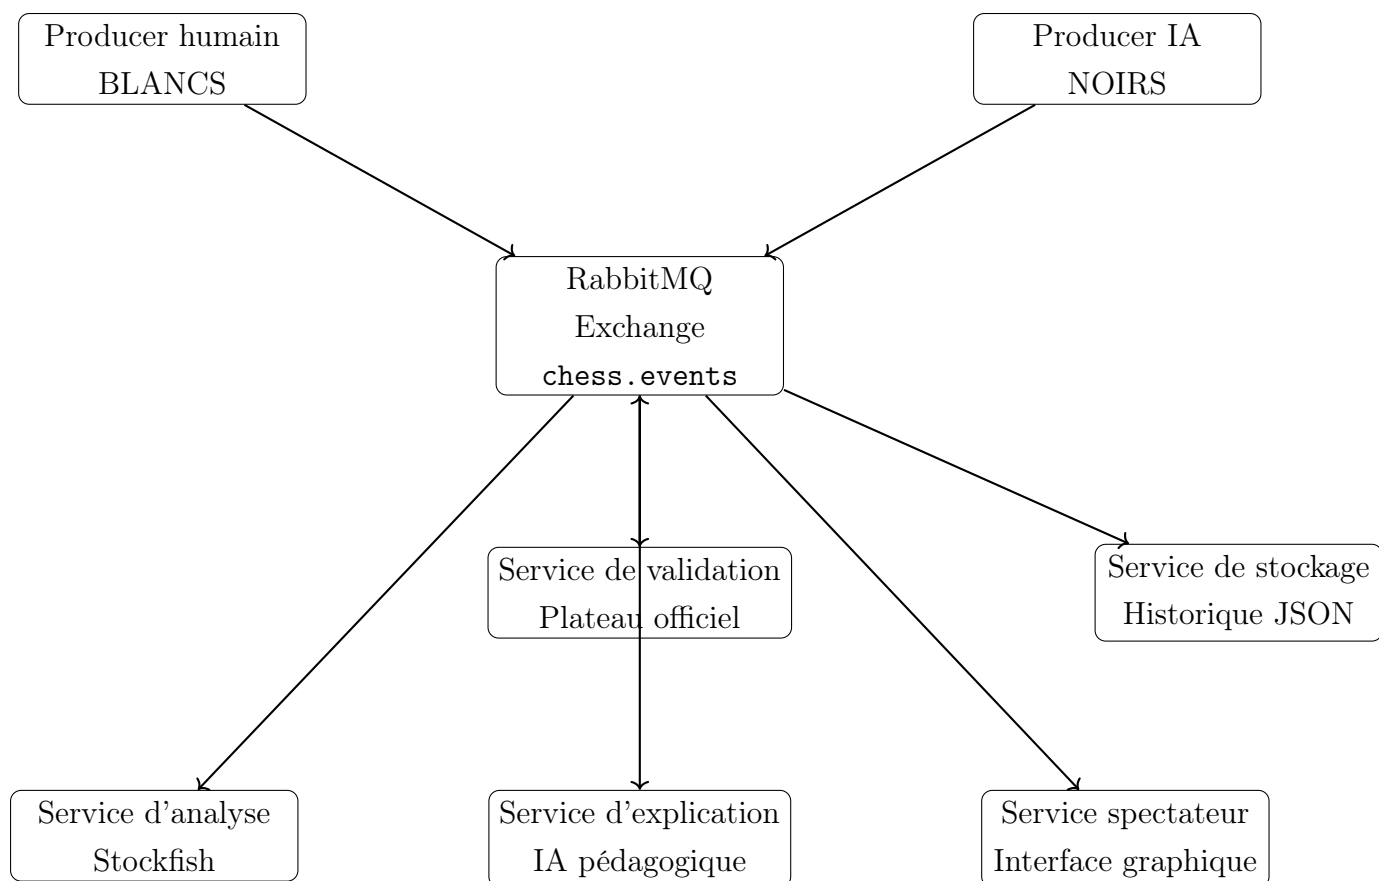 Producer humain
BLANCS
Producer IA
NOIRS
RabbitMQ
Exchange
chess.events
Service de validation
Plateau officiel
Service de stockage
Historique JSON
Service d'analyse
Stockfish
Service d'explication
IA pédagogique
Service spectateur
Interface graphique